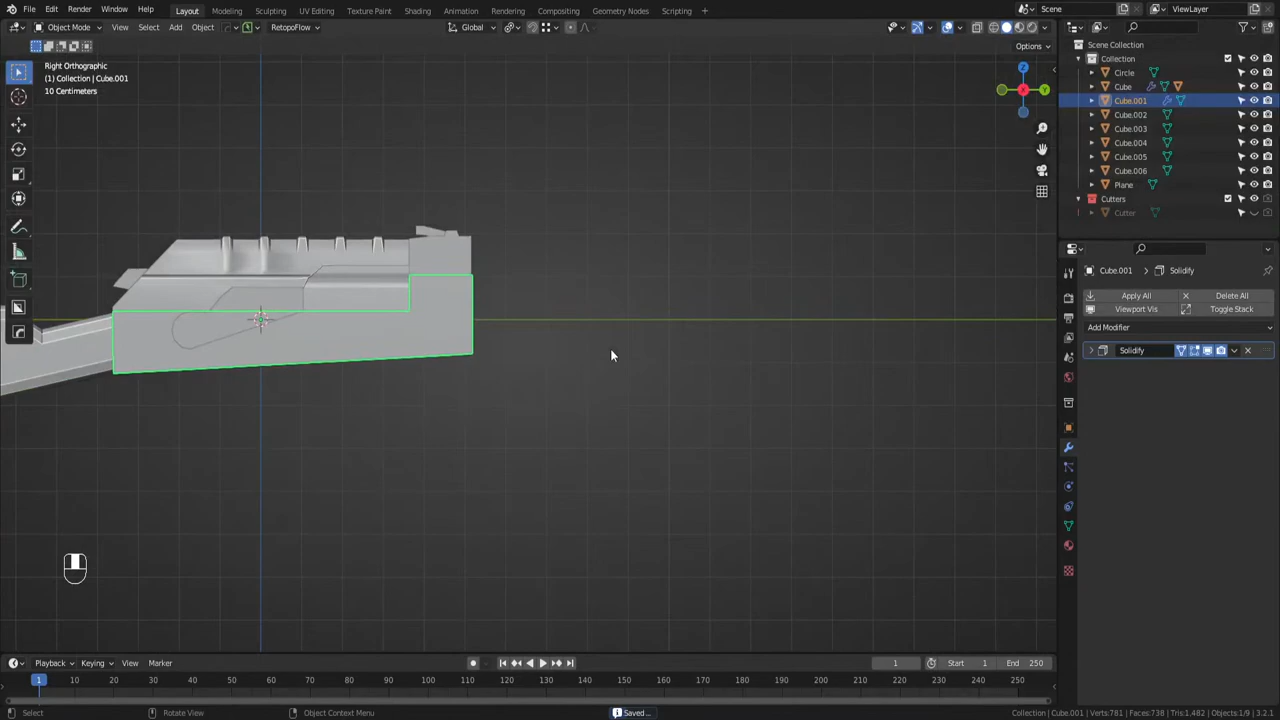 File Edit Render Window Help Layout Modeling Sculpting UV Editing Texture Paint Shading Animation Rendering Compositing Geometry Nodes Scripting + Scene ViewLayer
Object Mode View Select Add Object RetopoFlow Global
Options
Right Orthographic
(1) Collection | Cube.001
10 Centimeters
Scene Collection
Collection
Circle
Cube
Cube.001
Cube.002
Cube.003
Cube.004
Cube.005
Cube.006
Plane
Cutters
Cutter
Cube.001 Solidify
Apply All Delete All
Viewport Vis Toggle Stack
Add Modifier
Solidify
Playback Keying View Marker 1 Start 1 End 250
1 10 20 30 40 50 60 70 80 90 100 110 120 130 140 150 160 170 180 190 200 210 220 230 240 250
Select Rotate View Object Context Menu Saved... Collection | Cube.001 | Verts:781 | Faces:738 | Tris:1,482 | Objects:1/9 | 3.2.1